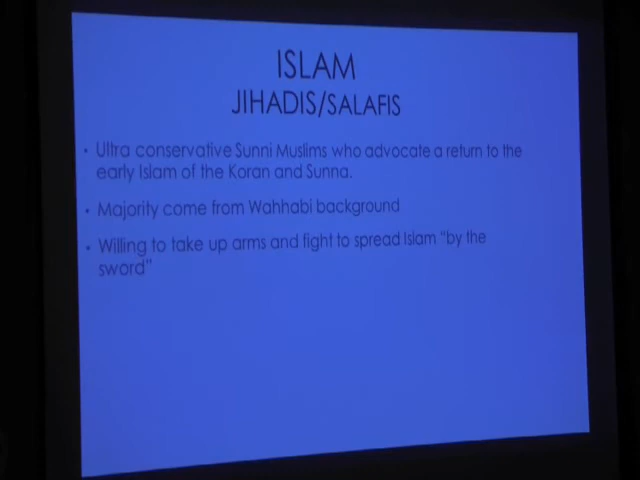 ISLAM
JIHADIS/SALAFIS
• Ultra conservative Sunni Muslims who advocate a return to the
early Islam of the Koran and Sunna.
• Majority come from Wahhabi background
• Willing to take up arms and fight to spread Islam “by the
sword”